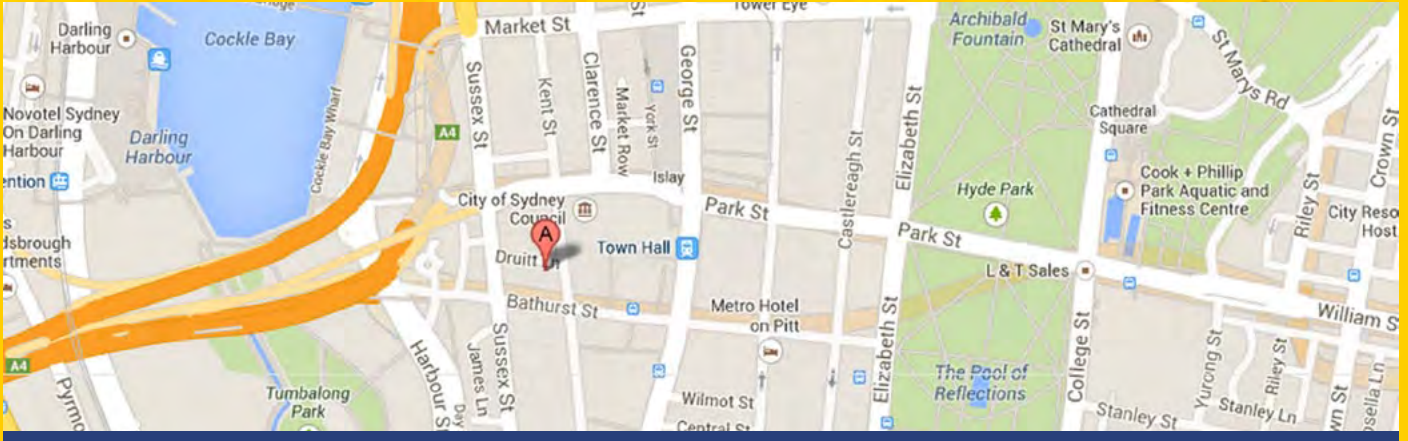 Market St
Tower Eye
Archibald
Fountain
St Mary's
Cathedral
Darling
Harbour
Cockle Bay
St Marys Rd
Sussex St
Kent St
Clarence St
Market Row
York St
George St
Castlereagh St
Elizabeth St
Novotel Sydney
On Darling
Harbour
Darling
Harbour
Cockle Bay Wharf
A4
Cathedral
Square
Crown St
ention
Islay
City of Sydney
Council
A
Druitt Ln
Town Hall
Park St
Park St
Hyde Park
Cook + Phillip
Park Aquatic and
Fitness Centre
Riley St
City Reso
Host
s
dsbrough
rtments
L & T Sales
Bathurst St
Metro Hotel
on Pitt
William S
A4
Pyrmo
Harbour St
James Ln
Sussex St
Day
Elizabeth St
College St
Yurong St
Riley St
wn St
osella Ln
Tumbalong
Park
The Pool of
Reflections
Wilmot St
Central St
Stanley St
Stanley Ln